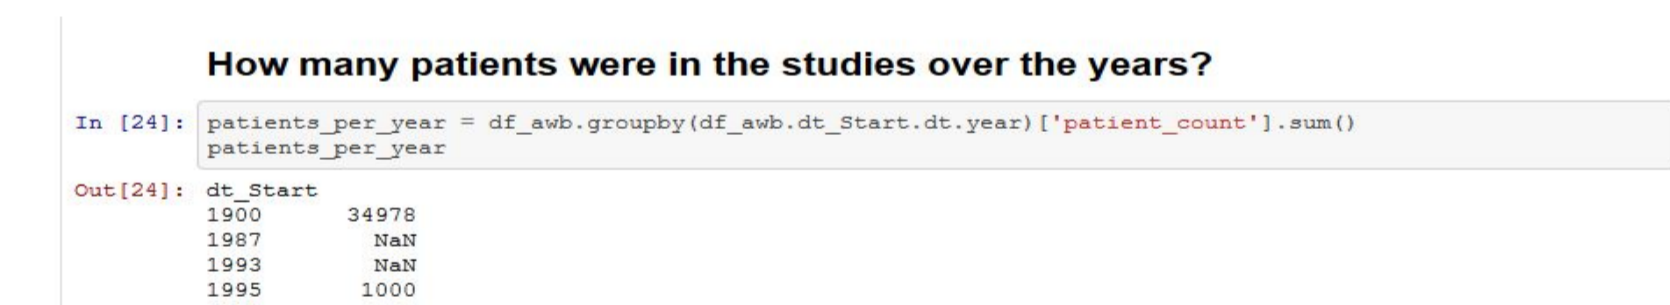 How many patients were in the studies over the years?
In [24]: patients_per_year = df_awb.groupby(df_awb.dt_Start.dt.year)['patient_count'].sum()
patients_per_year
Out[24]: dt_Start
1900 34978
1987 NaN
1993 NaN
1995 1000